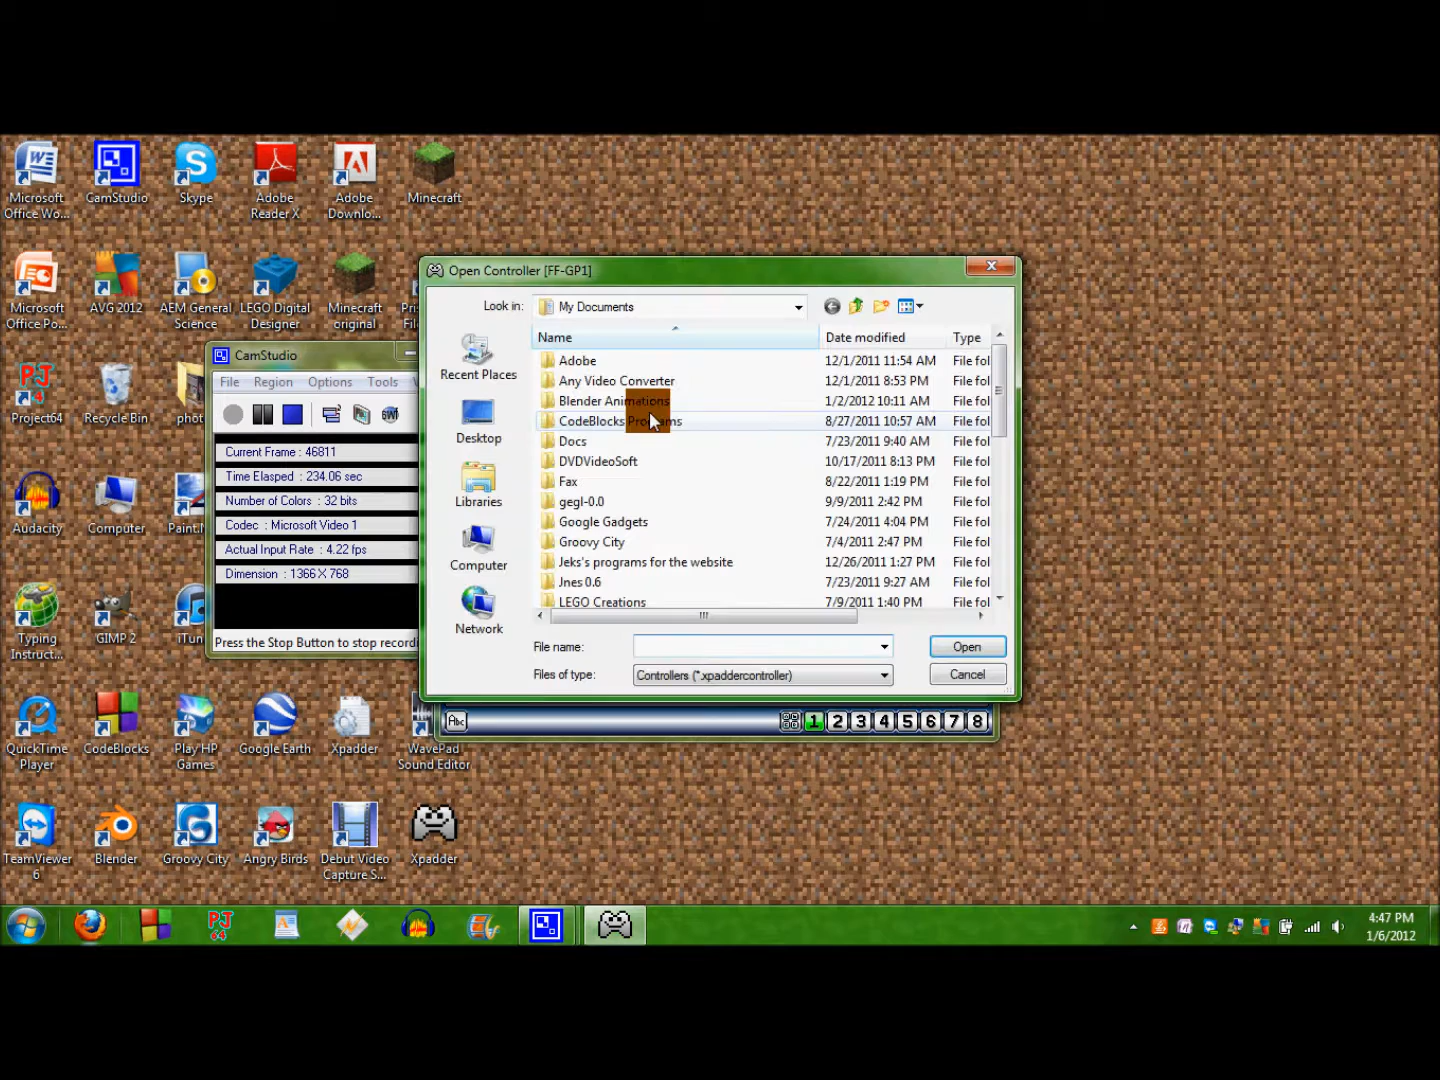 Microsoft Office Wo...
CamStudio
Skype
Adobe Reader X
Adobe Downlo...
Minecraft
Microsoft Office Po...
AVG 2012
AEM General Science
LEGO Digital Designer
Minecraft original
Project64
Recycle Bin
Audacity
Computer
Typing Instruct...
GIMP 2
QuickTime Player
CodeBlocks
Play HP Games
Google Earth
Xpadder
WavePad Sound Editor
TeamViewer 6
Blender
Groovy City
Angry Birds
Debut Video Capture S...
Xpadder
CamStudio
File Region Options Tools
Current Frame : 46811
Time Elasped : 234.06 sec
Number of Colors : 32 bits
Codec : Microsoft Video 1
Actual Input Rate : 4.22 fps
Dimension : 1366 X 768
Press the Stop Button to stop recordi
Open Controller [FF-GP1]
Look in: My Documents
Recent Places
Desktop
Libraries
Computer
Network
Name Date modified Type
Adobe 12/1/2011 11:54 AM File fol
Any Video Converter 12/1/2011 8:53 PM File fol
Blender Animations 1/2/2012 10:11 AM File fol
CodeBlocks Programs 8/27/2011 10:57 AM File fol
Docs 7/23/2011 9:40 AM File fol
DVDVideoSoft 10/17/2011 8:13 PM File fol
Fax 8/22/2011 1:19 PM File fol
gegl-0.0 9/9/2011 2:42 PM File fol
Google Gadgets 7/24/2011 4:04 PM File fol
Groovy City 7/4/2011 2:47 PM File fol
Jeks's programs for the website 12/26/2011 1:27 PM File fol
Jnes 0.6 7/23/2011 9:27 AM File fol
LEGO Creations 7/9/2011 1:40 PM File fol
File name: Open
Files of type: Controllers (*.xpaddercontroller) Cancel
Abc 1 2 3 4 5 6 7 8
4:47 PM
1/6/2012